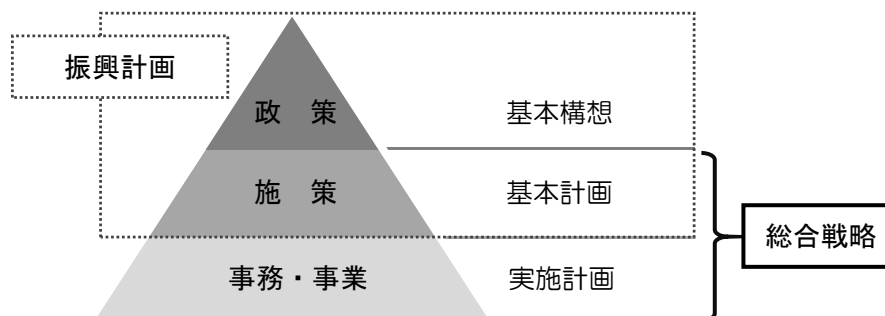 振興計画
政　策
基本構想
施　策
基本計画
総合戦略
事務・事業
実施計画